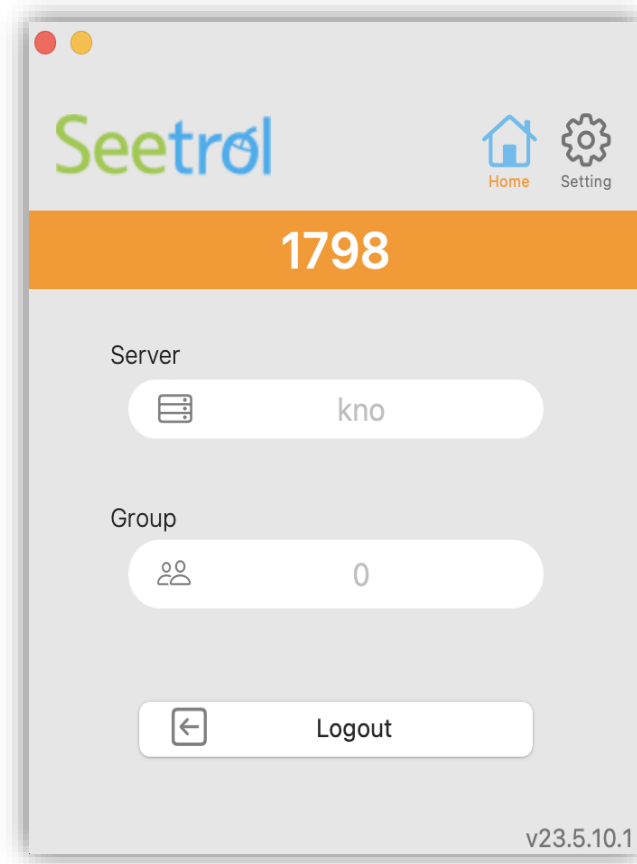 Seetrol
Home
Setting
1798
Server
kno
Group
0
Logout
v23.5.10.1